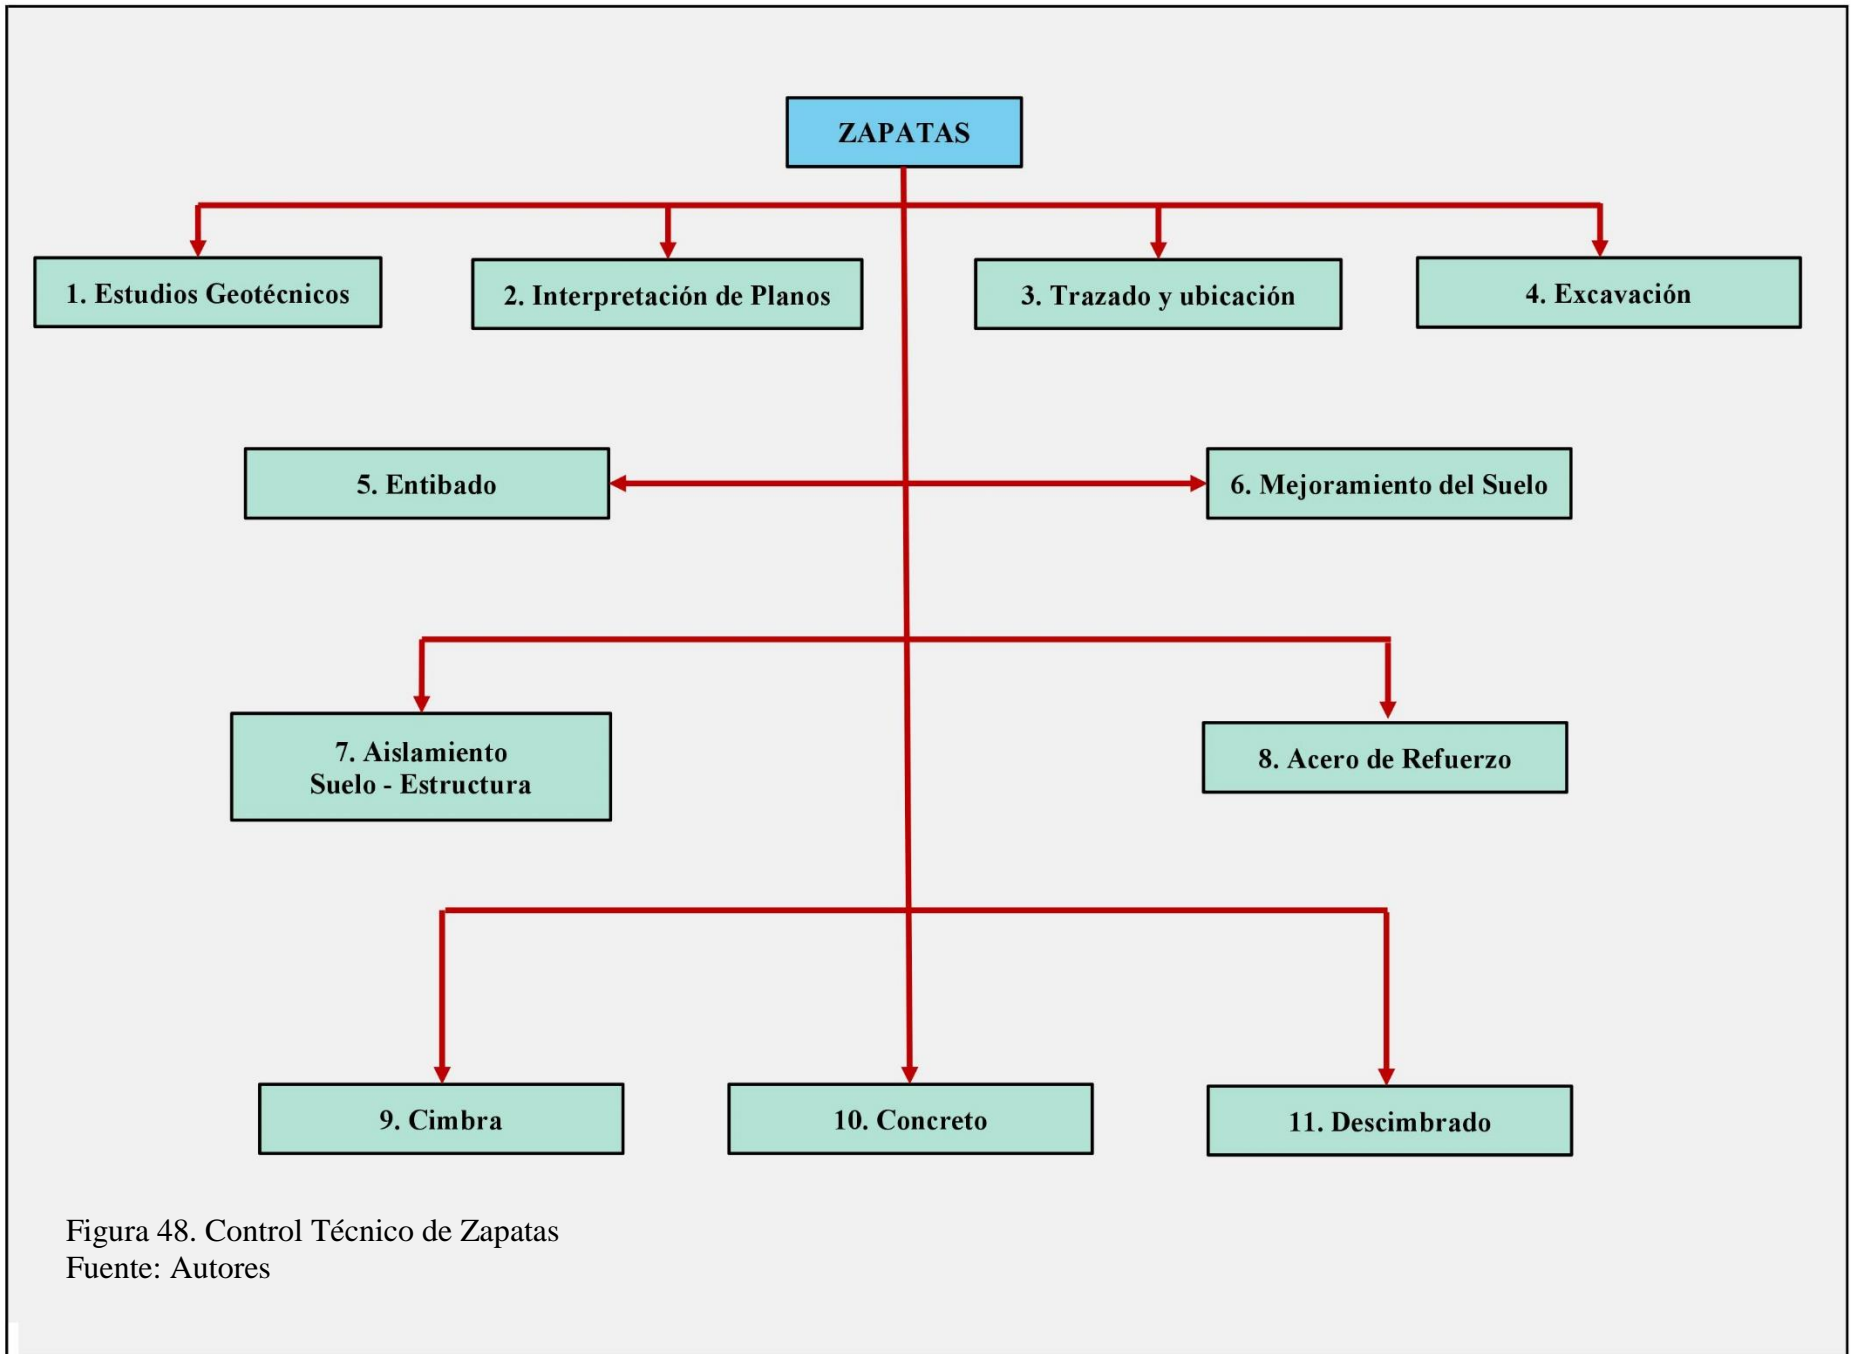 ZAPATAS
1. Estudios Geotécnicos
2. Interpretación de Planos
3. Trazado y ubicación
4. Excavación
5. Entibado
6. Mejoramiento del Suelo
7. Aislamiento
Suelo - Estructura
8. Acero de Refuerzo
9. Cimbra
10. Concreto
11. Descimbrado
Figura 48. Control Técnico de Zapatas
Fuente: Autores